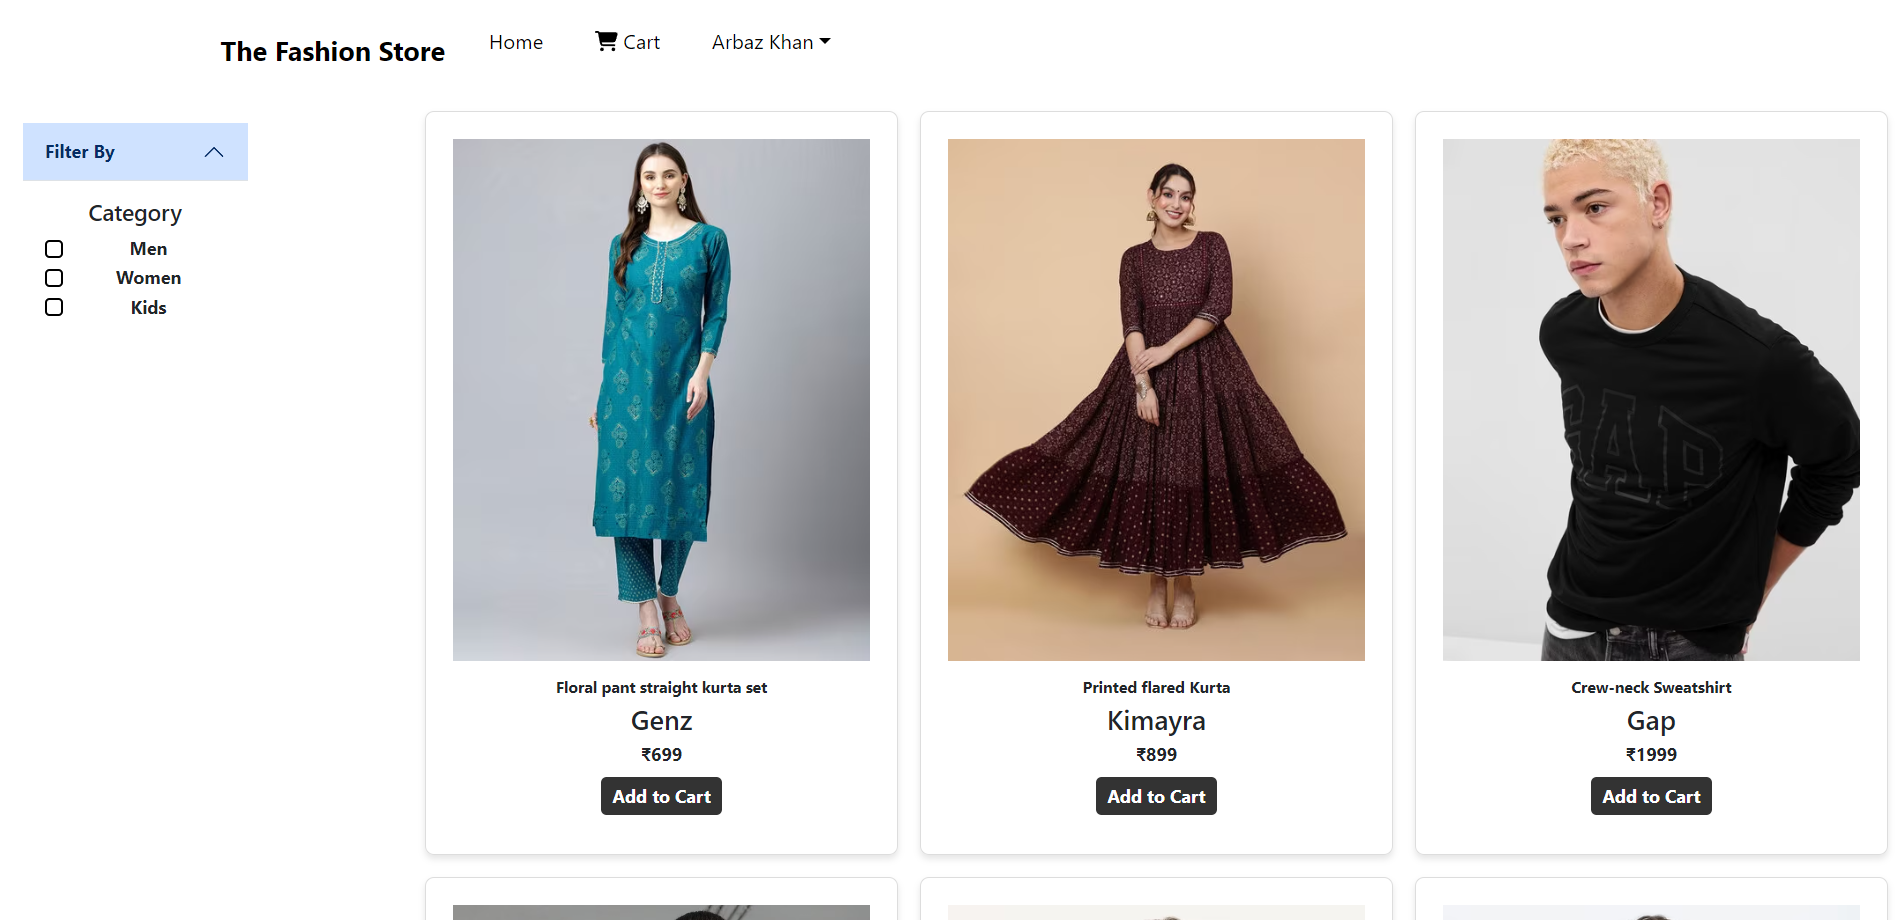 The Fashion Store
Home
Cart
Arbaz Khan
Filter By
Category
Men
Women
Kids
GAP
Floral pant straight kurta set
Genz
₹699
Add to Cart
Printed flared Kurta
Kimayra
₹899
Add to Cart
Crew-neck Sweatshirt
Gap
₹1999
Add to Cart